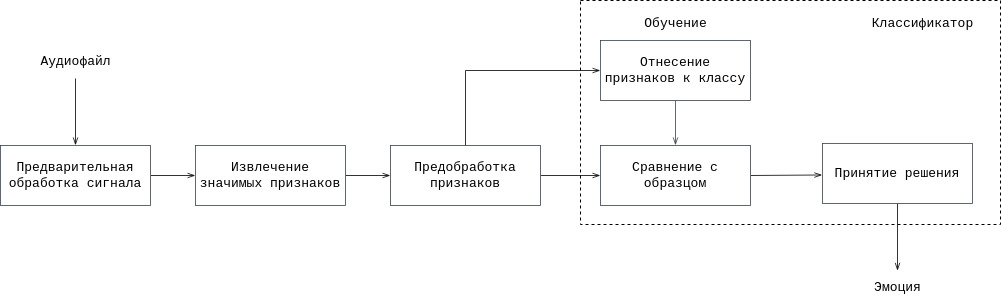 Обучение
Классификатор
Аудиофайл
Отнесение
признаков к классу
Предварительная
обработка сигнала
Извлечение
значимых признаков
Предобработка
признаков
Сравнение с
образцом
Принятие решения
Эмоция